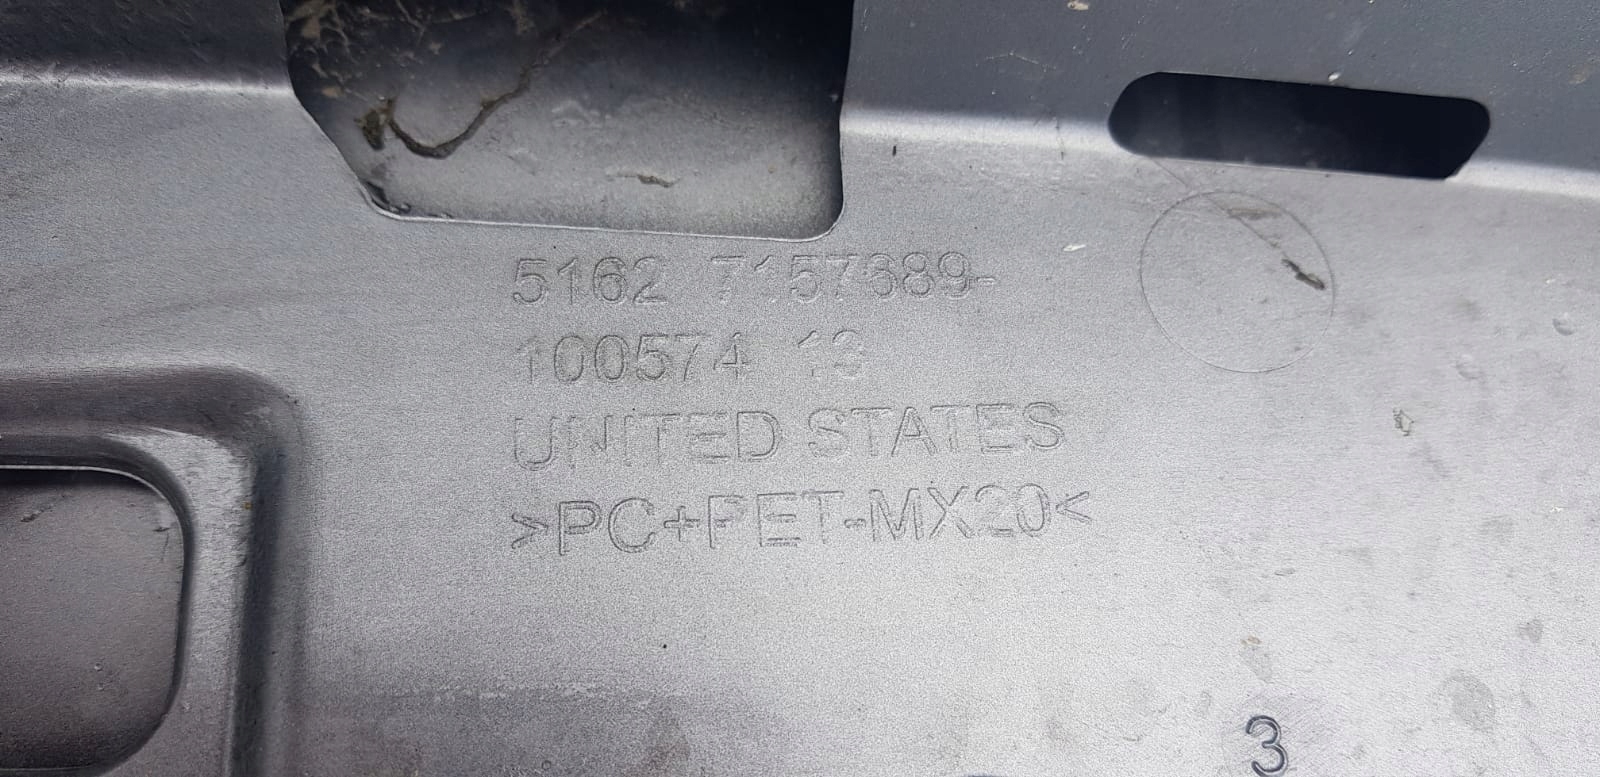 5162 7157689-
100574 13
UNITED STATES
>PC+PET-MX20<
3